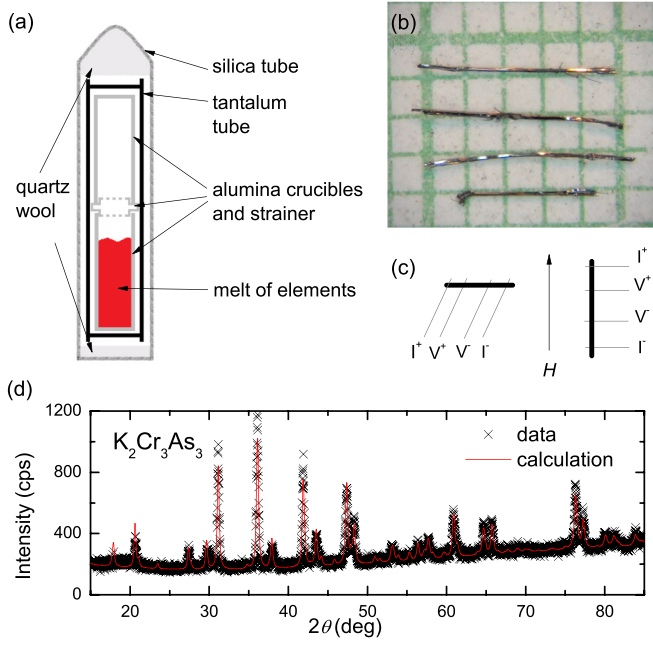 (a)
silica tube
tantalum
tube
quartz
wool
alumina crucibles
and strainer
melt of elements
(b)
(c)
I⁺ V⁺ V⁻ I⁻
H
I⁺
V⁺
V⁻
I⁻
(d)
K₂Cr₃As₃
data
calculation
Intensity (cps)
1200
800
400
0
20 30 40 50 60 70 80
2θ (deg)